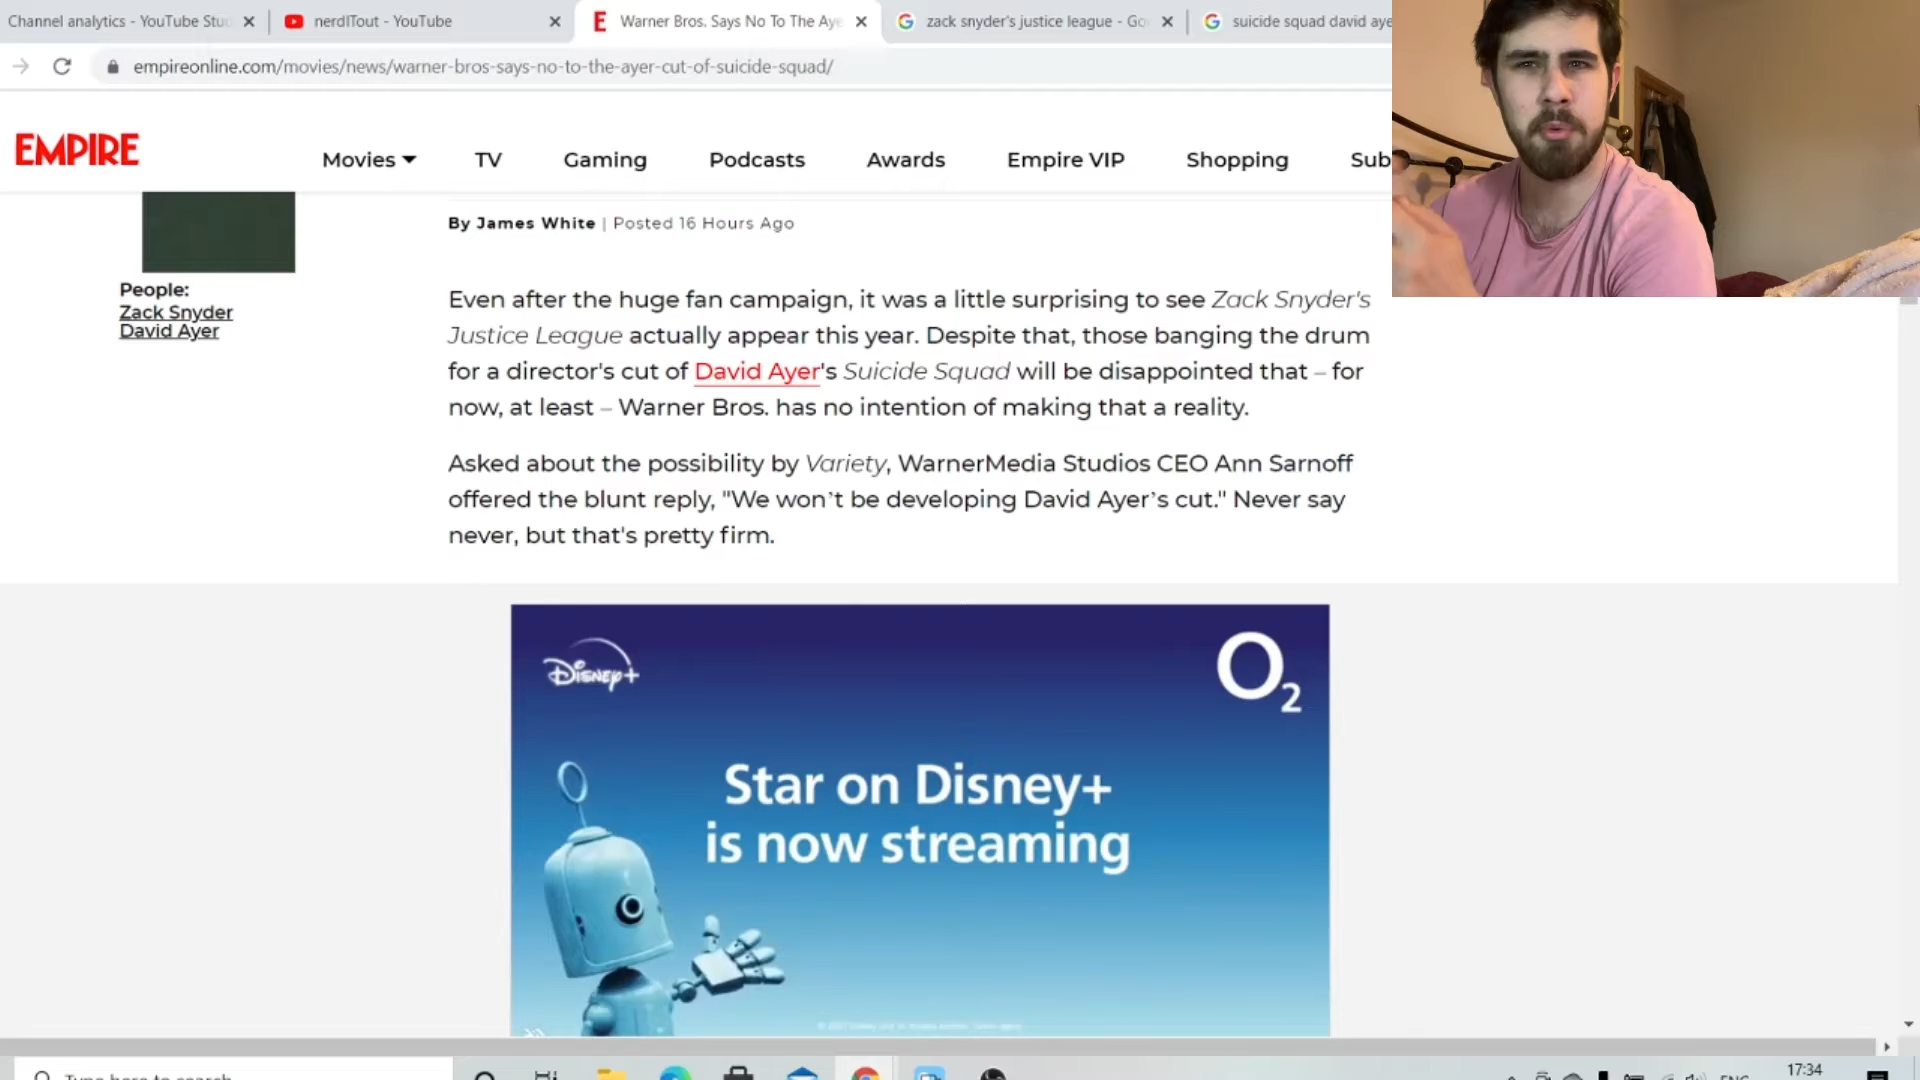 Channel analytics - YouTube Stu
nerdITout - YouTube
Warner Bros. Says No To The Aye
zack snyder's justice league - Go
suicide squad david aye
empireonline.com/movies/news/warner-bros-says-no-to-the-ayer-cut-of-suicide-squad/
EMPIRE
Movies
TV
Gaming
Podcasts
Awards
Empire VIP
Shopping
Sub
By James White | Posted 16 Hours Ago
People:
Zack Snyder
David Ayer
Even after the huge fan campaign, it was a little surprising to see Zack Snyder's
Justice League actually appear this year. Despite that, those banging the drum
for a director's cut of David Ayer's Suicide Squad will be disappointed that – for
now, at least – Warner Bros. has no intention of making that a reality.
Asked about the possibility by Variety, WarnerMedia Studios CEO Ann Sarnoff
offered the blunt reply, "We won’t be developing David Ayer’s cut." Never say
never, but that's pretty firm.
Disney+
O2
Star on Disney+
is now streaming
Type here to search
ENG
17:34